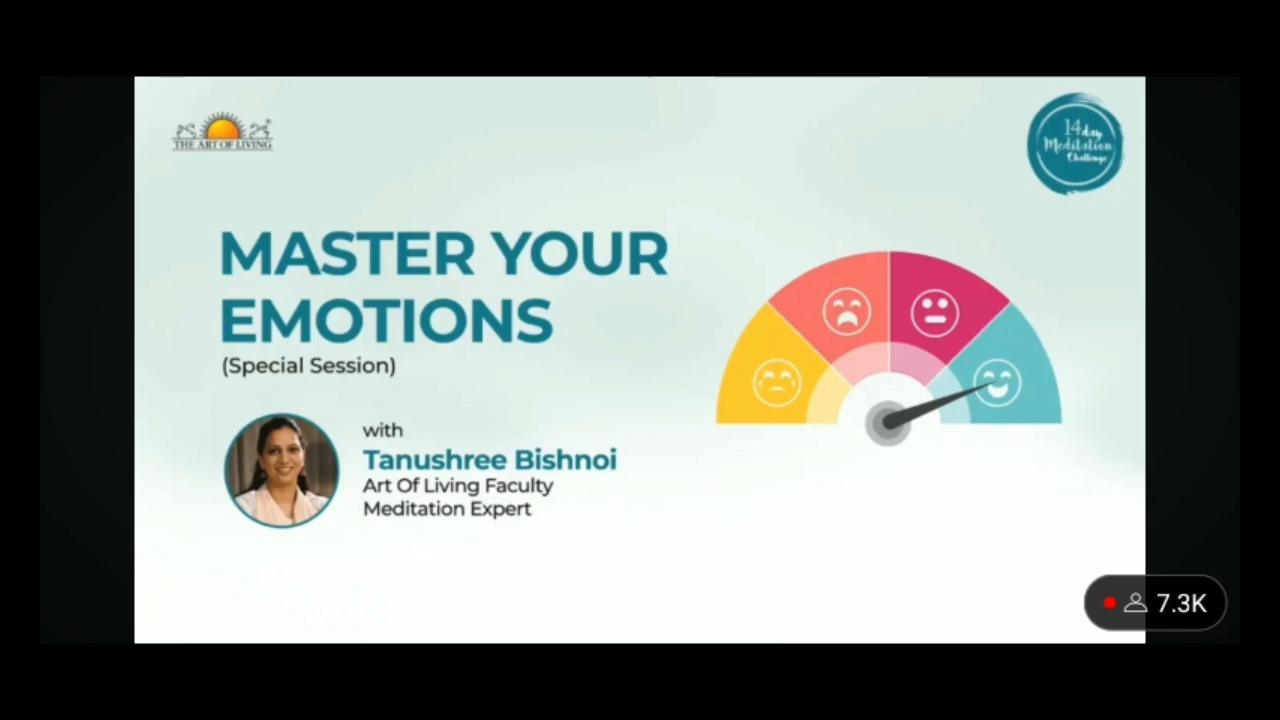 THE ART OF LIVING
14 day
Meditation
Challenge
MASTER YOUR
EMOTIONS
(Special Session)
with
Tanushree Bishnoi
Art Of Living Faculty
Meditation Expert
7.3K